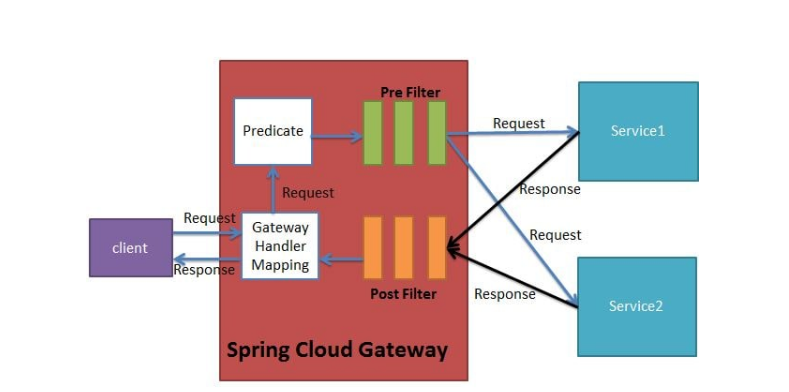 Pre Filter
Predicate
Request
Service1
Request
Response
Request
Gateway
Handler
Mapping
client
Request
Response
Post Filter
Response
Service2
Spring Cloud Gateway